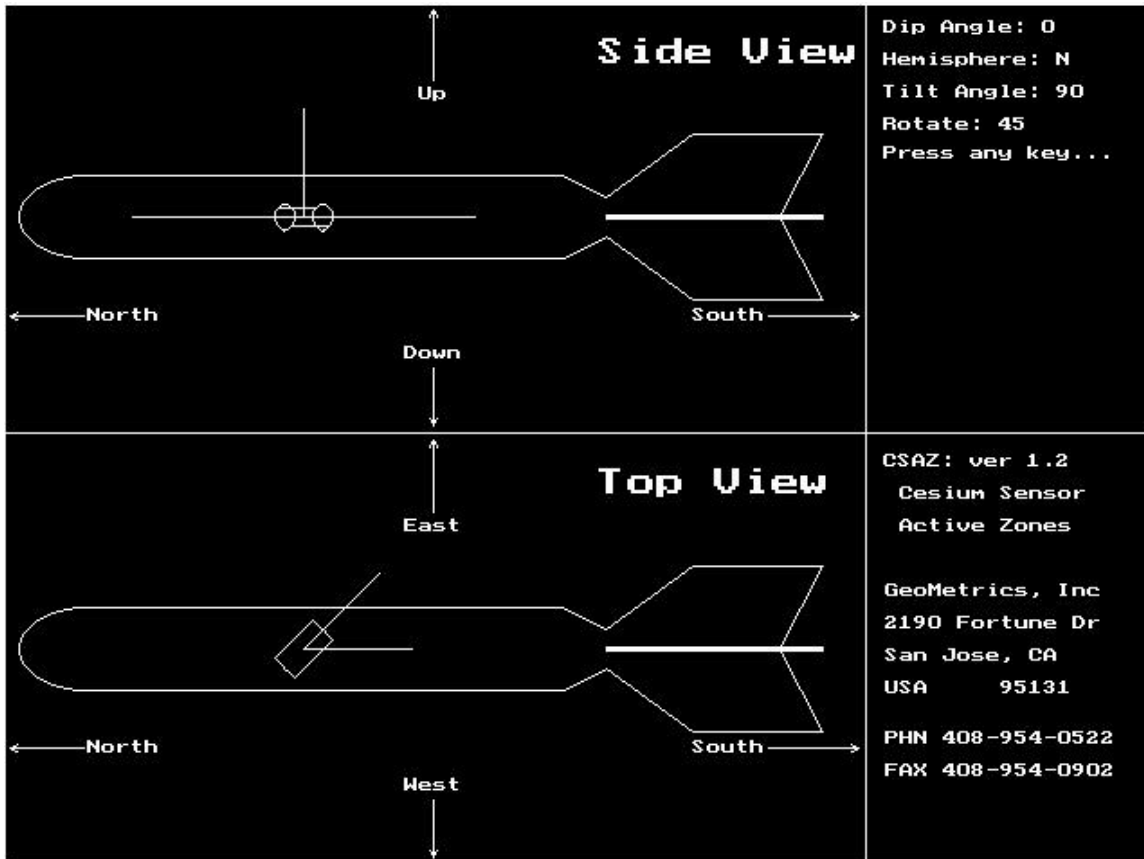 Side View
Up
North
South
Down
Dip Angle: 0
Hemisphere: N
Tilt Angle: 90
Rotate: 45
Press any key...
Top View
East
North
South
West
CSAZ: ver 1.2
Cesium Sensor
Active Zones
GeoMetrics, Inc
2190 Fortune Dr
San Jose, CA
USA 95131
PHN 408-954-0522
FAX 408-954-0902